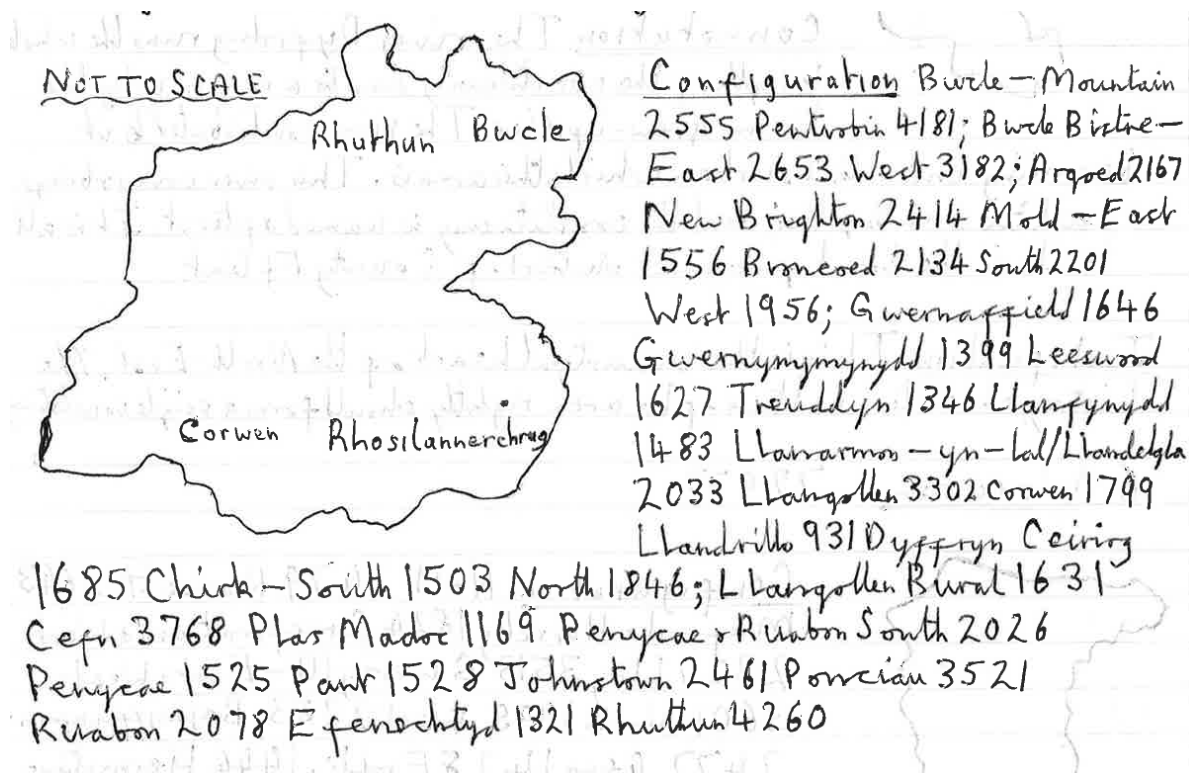 NOT TO SCALE
Rhuthun Bwcle
Corwen Rhosllannerchrug
Configuration Bwcle – Mountain
2555 Pentrobin 4181; Bwcle Bistre –
East 2653 West 3182; Argoed 2167
New Brighton 2414 Mold – East
1556 Broncoed 2134 South 2201
West 1956; Gwernaffield 1646
Gwernymynydd 1399 Leeswood
1627 Treuddyn 1346 Llanfynydd
1483 Llanarmon-yn-Ial/Llandelgla
2033 Llangollen 3302 Corwen 1799
Llandrillo 931 Dyffryn Ceiriog
1685 Chirk – South 1503 North 1846; Llangollen Rural 1631
Cefn 3768 Plas Madoc 1169 Penycae & Ruabon South 2026
Penycae 1525 Pant 1528 Johnstown 2461 Ponciau 3521
Ruabon 2078 Efenechtyd 1321 Rhuthun 4260